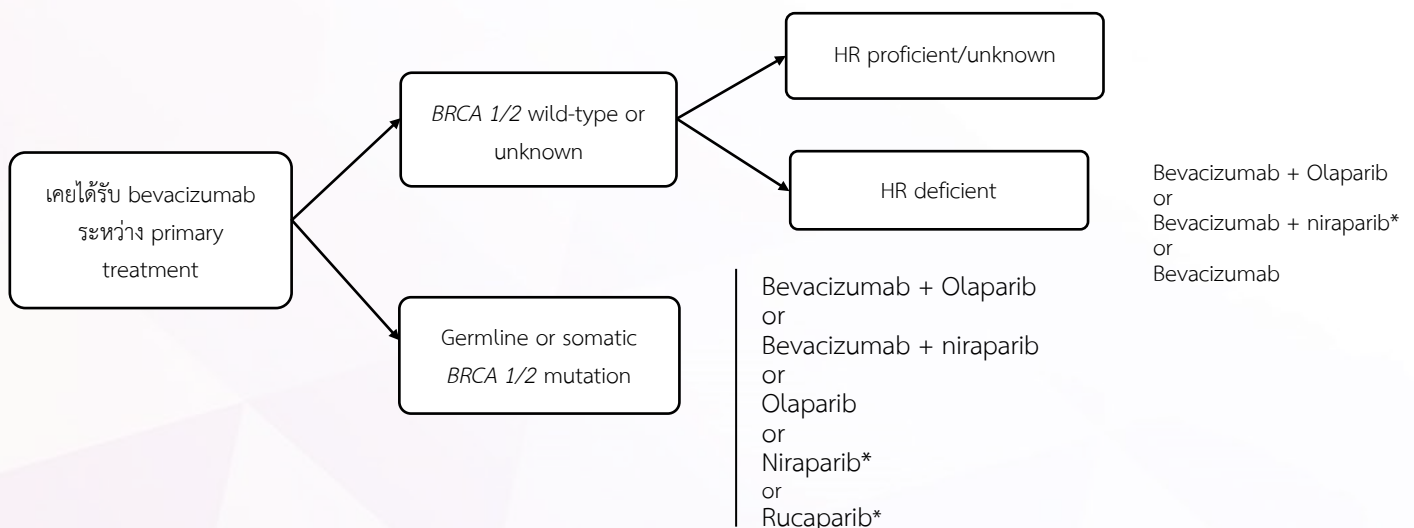 เคยได้รับ bevacizumab
ระหว่าง primary
treatment
BRCA 1/2 wild-type or
unknown
HR proficient/unknown
HR deficient
Bevacizumab + Olaparib
or
Bevacizumab + niraparib*
or
Bevacizumab
Germline or somatic
BRCA 1/2 mutation
Bevacizumab + Olaparib
or
Bevacizumab + niraparib
or
Olaparib
or
Niraparib*
or
Rucaparib*